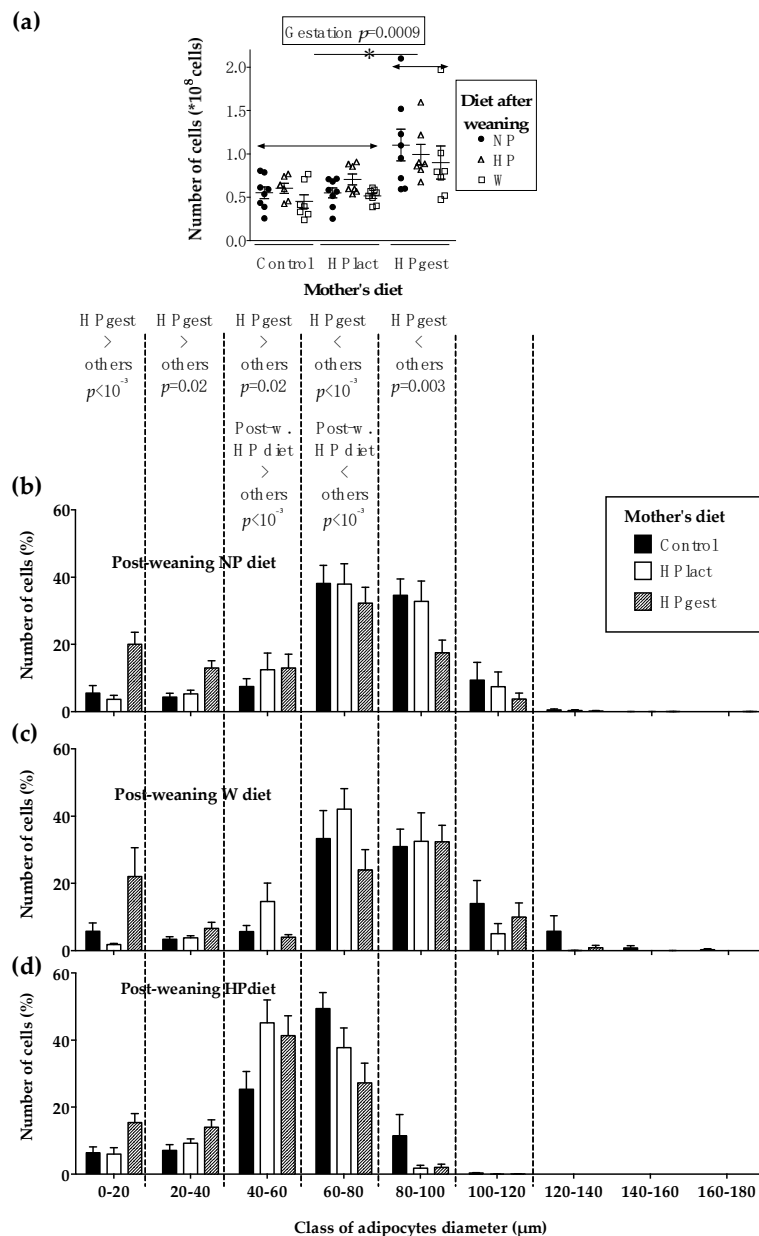 (a)
Gestation p=0.0009
*
Number of cells (*10⁸ cells)
2.0
1.5
1.0
0.5
0.0
Diet after
weaning
NP
HP
W
Control HPlact HPgest
Mother's diet
HPgest HPgest HPgest HPgest HPgest
> > > < <
others others others others others
p<10⁻³ p=0.02 p=0.02 p<10⁻³ p=0.003
Post-w. Post-w.
HP diet HP diet
> <
others others
p<10⁻³ p<10⁻³
(b)
Number of cells (%)
60
40
20
0
Post-weaning NP diet
Mother's diet
Control
HPlact
HPgest
(c)
Number of cells (%)
60
40
20
0
Post-weaning W diet
(d)
Number of cells (%)
60
40
20
0
Post-weaning HPdiet
0-20 20-40 40-60 60-80 80-100 100-120 120-140 140-160 160-180
Class of adipocytes diameter (µm)